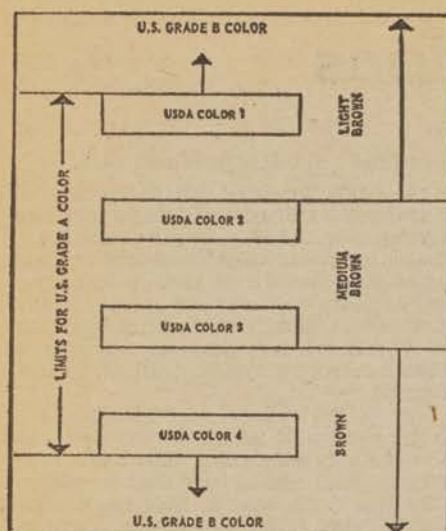 U.S. GRADE B COLOR
USDA COLOR 1
LIGHT
BROWN
LIMITS FOR U.S. GRADE A COLOR
USDA COLOR 2
MEDIUM
BROWN
USDA COLOR 3
USDA COLOR 4
BROWN
U.S. GRADE B COLOR